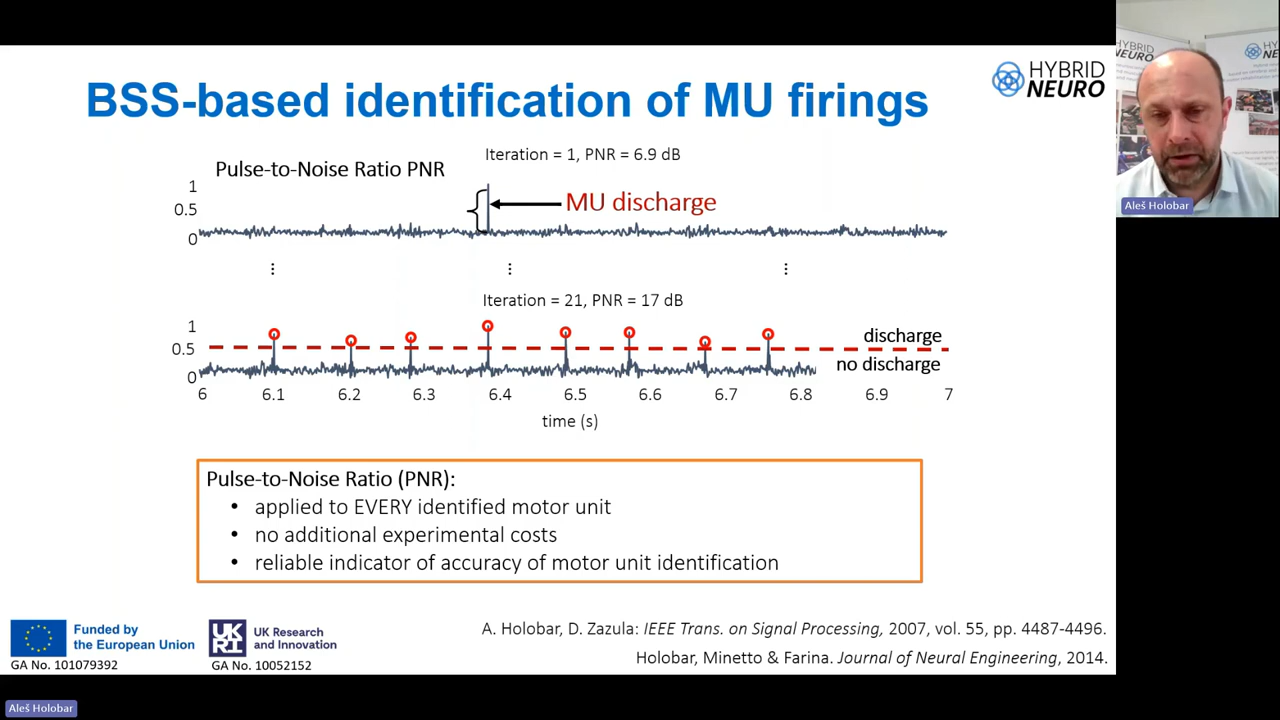 BSS-based identification of MU firings
HYBRID
NEURO
Iteration = 1, PNR = 6.9 dB
Pulse-to-Noise Ratio PNR
1
0.5
0
MU discharge
Iteration = 21, PNR = 17 dB
1
0.5
0
discharge
no discharge
6 6.1 6.2 6.3 6.4 6.5 6.6 6.7 6.8 6.9 7
time (s)
Pulse-to-Noise Ratio (PNR):
• applied to EVERY identified motor unit
• no additional experimental costs
• reliable indicator of accuracy of motor unit identification
Funded by
the European Union
GA No. 101079392
UK
RI
UK Research
and Innovation
GA No. 10052152
A. Holobar, D. Zazula: IEEE Trans. on Signal Processing, 2007, vol. 55, pp. 4487-4496.
Holobar, Minetto & Farina. Journal of Neural Engineering, 2014.
HYBRID
NEURO
HYBRID
NEURO
Aleš Holobar
Aleš Holobar